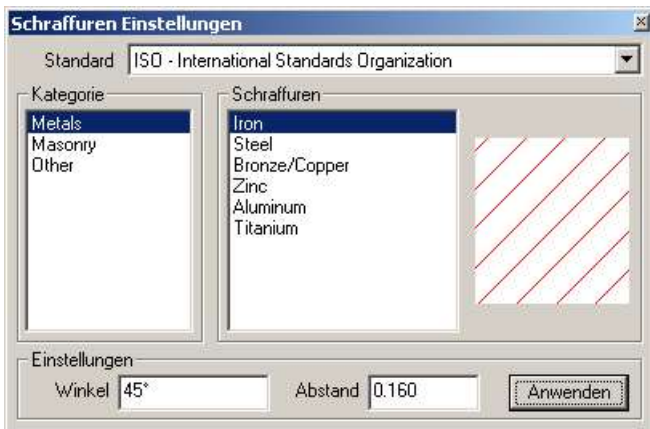 Schraffuren Einstellungen
Standard ISO - International Standards Organization
Kategorie
Metals
Masonry
Other
Schraffuren
Iron
Steel
Bronze/Copper
Zinc
Aluminum
Titanium
Einstellungen
Winkel 45° Abstand 0.160 Anwenden